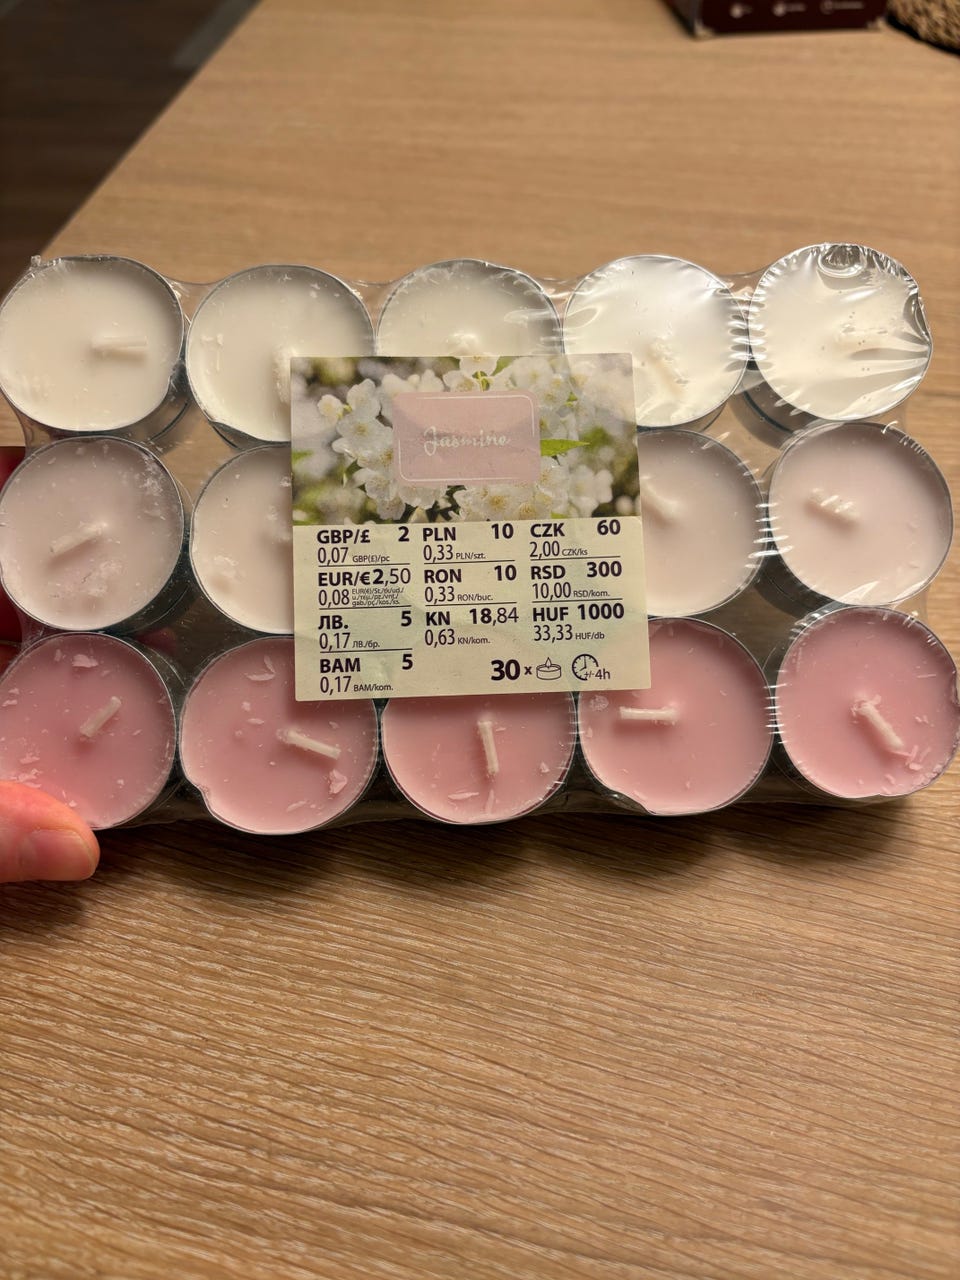 Jasmine
GBP/£ 2
0,07 GBP(£)/pc
EUR/€2,50
0,08
ЛВ. 5
0,17 ЛВ./бр.
BAM 5
0,17 BAM/kom.
PLN 10
0,33 PLN/szt.
RON 10
0,33 RON/buc.
KN 18,84
0,63 KN/kom.
CZK 60
2,00 CZK/ks
RSD 300
10,00 RSD/kom.
HUF 1000
33,33 HUF/db
30 x
+/-4h